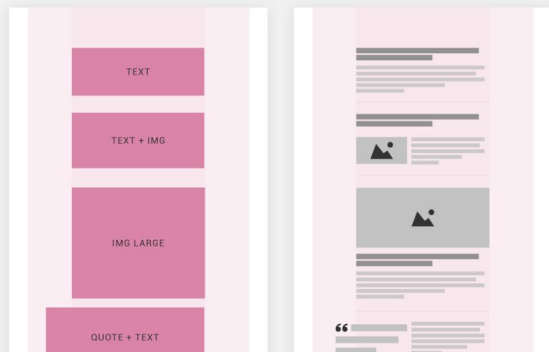 TEXT
TEXT + IMG
IMG LARGE
QUOTE + TEXT
“